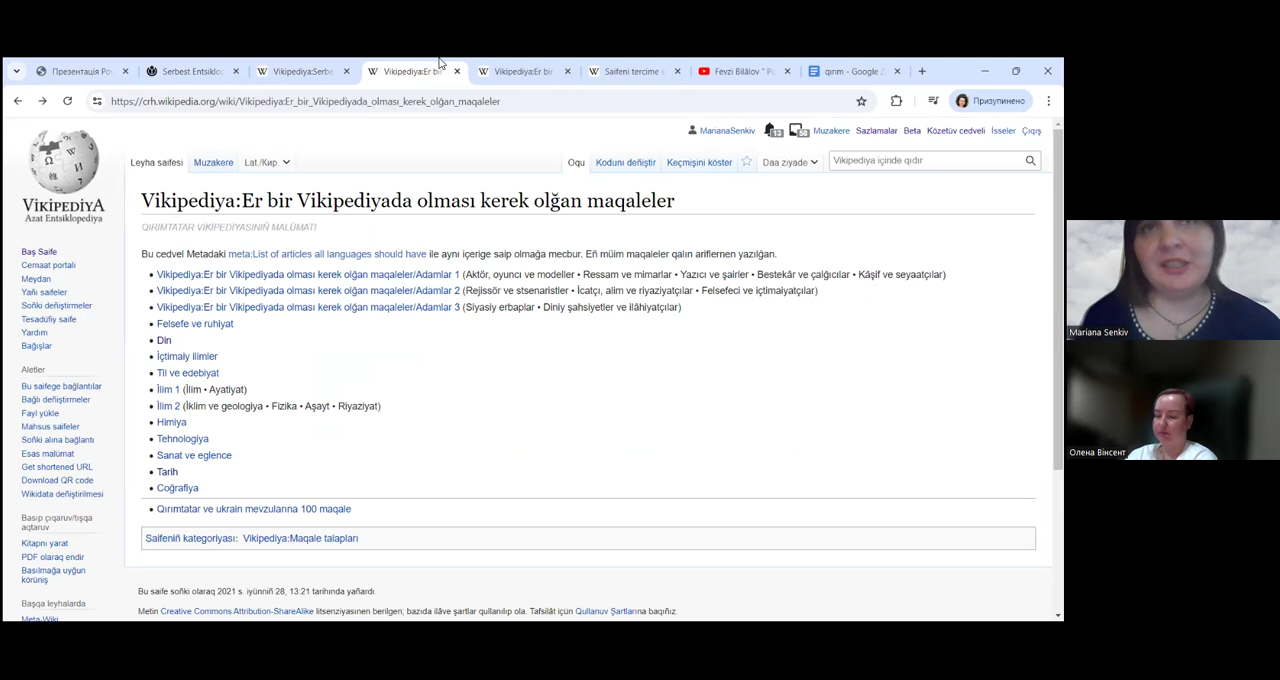 Презентація Po
Serbest Entsiklop
Vikipediya:Serbe
Vikipediya:Er bir
Vikipediya:Er bir
Saifeni tercime e
Fevzi Bilâlov " P
qırım - Google
https://crh.wikipedia.org/wiki/Vikipediya:Er_bir_Vikipediyada_olması_kerek_olğan_maqaleler
Призупинено
MarianaSenkiv Muzakere Sazlamalar Beta Közetüv cedveli İsseler Çıqış
Leyha saifesi Muzakere Lat./Кир. Oqu Kodunı deñiştir Keçmişini köster Daa ziyade Vikipediya içinde qıdır
VİKİPEDİYA
Azat Entsiklopediya
Vikipediya:Er bir Vikipediyada olması kerek olğan maqaleler
QIRIMTATAR VİKİPEDİYASINIÑ MALÜMATI
Bu cedvel Metadaki meta:List of articles all languages should have ile aynı içerige saip olmağa mecbur. Eñ müim maqaleler qalın ariflernen yazılğan.
• Vikipediya:Er bir Vikipediyada olması kerek olğan maqaleler/Adamlar 1 (Aktör, oyuncı ve modeller • Ressam ve mimarlar • Yazıcı ve şairler • Bestekâr ve çalğıcılar • Kâşif ve seyaatçılar)
• Vikipediya:Er bir Vikipediyada olması kerek olğan maqaleler/Adamlar 2 (Rejissör ve stsenaristler • İcatçı, alim ve riyaziyatçılar • Felsefeci ve içtimaiyatçılar)
• Vikipediya:Er bir Vikipediyada olması kerek olğan maqaleler/Adamlar 3 (Siyasiy erbaplar • Diniy şahsiyetler ve ilâhiyatçılar)
• Felsefe ve ruhiyat
• Din
• İçtimaiy ilimler
• Til ve edebiyat
• İlim 1 (İlim • Ayatiyat)
• İlim 2 (İklim ve geologiya • Fizika • Aşayt • Riyaziyat)
• Himiya
• Tehnologiya
• Sanat ve eglence
• Tarih
• Coğrafiya
• Qırımtatar ve ukrain mevzularına 100 maqale
Saifeniñ kategoriyası: Vikipediya:Maqale talapları
Bu saife soñki olaraq 2021 s. iyünniñ 28, 13:21 tarihında yañardı.
Metin Creative Commons Attribution-ShareAlike litsenziyasınen berilgen; bazıda ilâve şartlar qullanılıp ola. Tafsilât içün Qullanuv Şartlarına baqıñız.
Baş Saife
Cemaat portalı
Meydan
Yañı saifeler
Soñki deñiştirmeler
Tesadüfiy saife
Yardım
Bağışlar
Aletler
Bu saifege bağlantılar
Bağlı deñiştirmeler
Fayl yükle
Mahsus saifeler
Soñki alına bağlantı
Esas malümat
Get shortened URL
Download QR code
Wikidata deñiştirilmesi
Basıp çıqaruv/tışqa
aqtaruv
Kitapnı yarat
PDF olaraq endir
Basılmağa uyğun
körüniş
Başqa leyhalarda
Meta-Wiki
Mariana Senkiv
Олена Вінсент